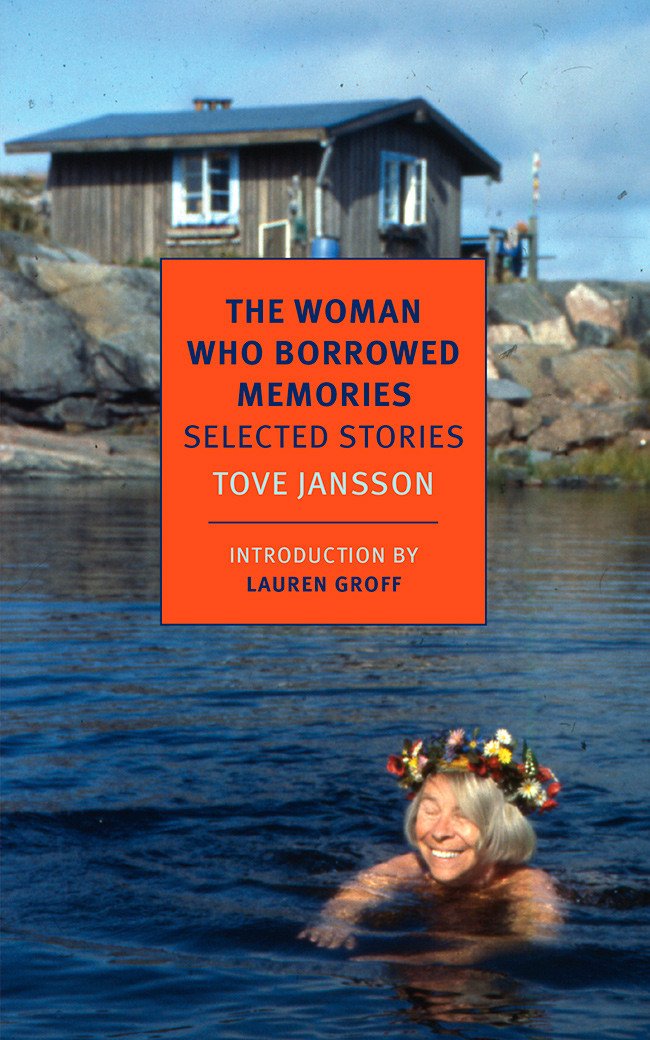 THE WOMAN
WHO BORROWED
MEMORIES
SELECTED STORIES
TOVE JANSSON
INTRODUCTION BY
LAUREN GROFF